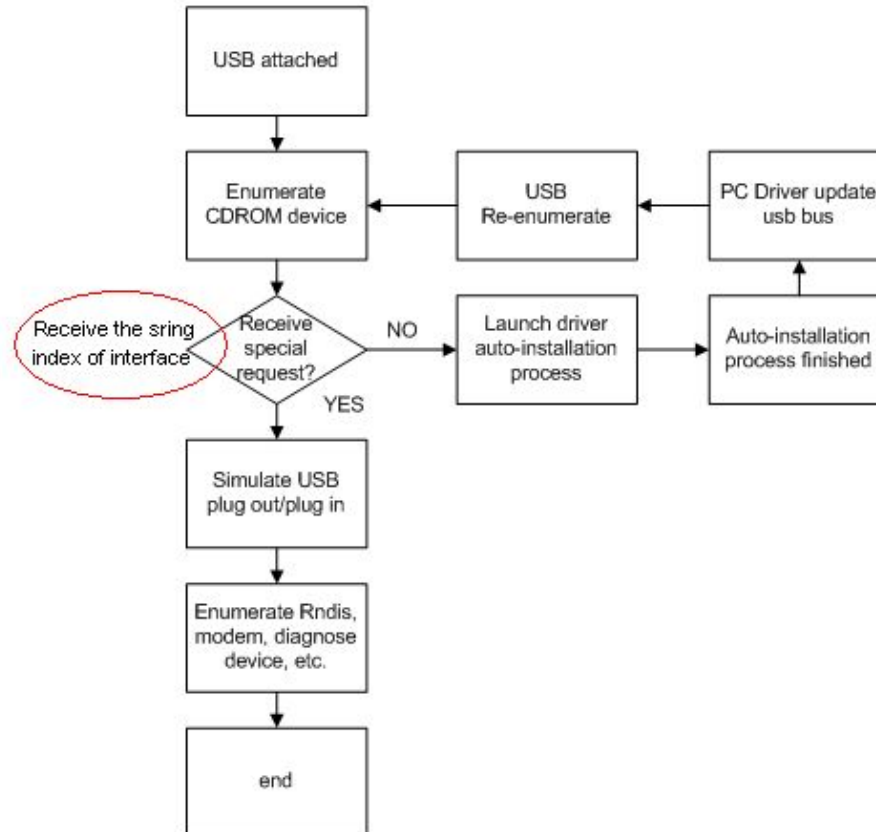 USB attached
Enumerate
CDROM device
USB
Re-enumerate
PC Driver update
usb bus
Receive the sring
index of interface
Receive
special
request?
NO
Launch driver
auto-installation
process
Auto-installation
process finished
YES
Simulate USB
plug out/plug in
Enumerate Rndis,
modem, diagnose
device, etc.
end